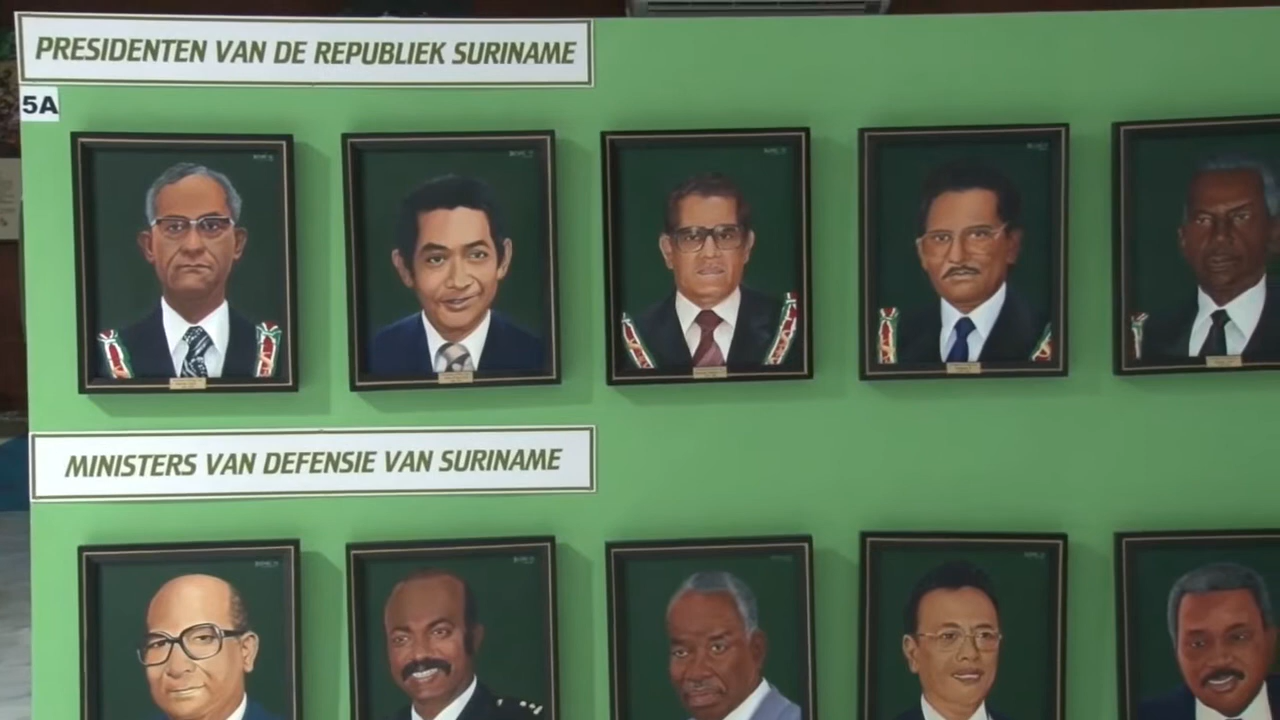 PRESIDENTEN VAN DE REPUBLIEK SURINAME
5A
MINISTERS VAN DEFENSIE VAN SURINAME